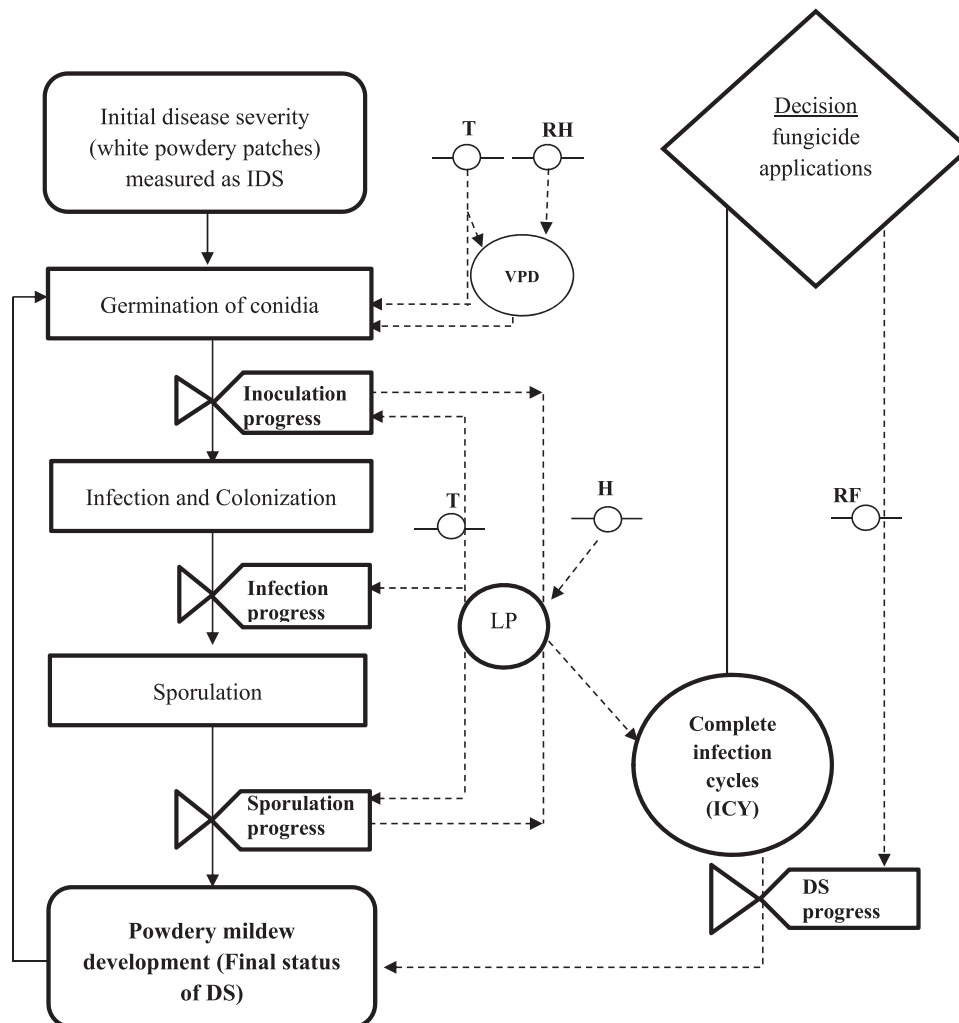 Initial disease severity
(white powdery patches)
measured as IDS
T
RH
Decision
fungicide
applications
VPD
Germination of conidia
Inoculation
progress
Infection and Colonization
T
H
RF
Infection
progress
LP
Sporulation
Complete
infection
cycles
(ICY)
Sporulation
progress
DS
progress
Powdery mildew
development (Final status
of DS)